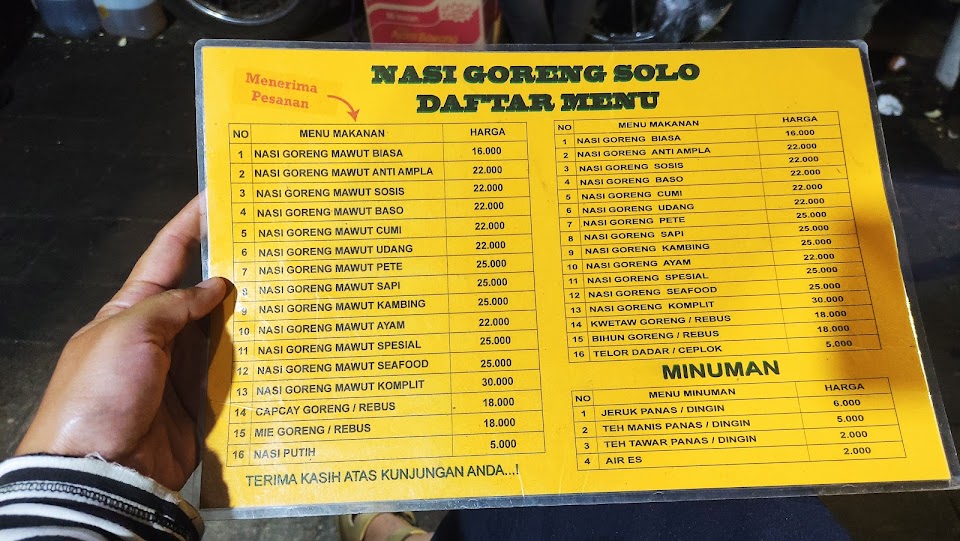 NASI GORENG SOLO
DAFTAR MENU
Menerima
Pesanan
NO MENU MAKANAN HARGA
1 NASI GORENG MAWUT BIASA 16.000
2 NASI GORENG MAWUT ANTI AMPLA 22.000
3 NASI GORENG MAWUT SOSIS 22.000
4 NASI GORENG MAWUT BASO 22.000
5 NASI GORENG MAWUT CUMI 22.000
6 NASI GORENG MAWUT UDANG 22.000
7 NASI GORENG MAWUT PETE 25.000
8 NASI GORENG MAWUT SAPI 25.000
9 NASI GORENG MAWUT KAMBING 25.000
10 NASI GORENG MAWUT AYAM 22.000
11 NASI GORENG MAWUT SPESIAL 25.000
12 NASI GORENG MAWUT SEAFOOD 25.000
13 NASI GORENG MAWUT KOMPLIT 30.000
14 CAPCAY GORENG / REBUS 18.000
15 MIE GORENG / REBUS 18.000
16 NASI PUTIH 5.000
TERIMA KASIH ATAS KUNJUNGAN ANDA...!
NO MENU MAKANAN HARGA
1 NASI GORENG BIASA 16.000
2 NASI GORENG ANTI AMPLA 22.000
3 NASI GORENG SOSIS 22.000
4 NASI GORENG BASO 22.000
5 NASI GORENG CUMI 22.000
6 NASI GORENG UDANG 22.000
7 NASI GORENG PETE 25.000
8 NASI GORENG SAPI 25.000
9 NASI GORENG KAMBING 25.000
10 NASI GORENG AYAM 22.000
11 NASI GORENG SPESIAL 25.000
12 NASI GORENG SEAFOOD 25.000
13 NASI GORENG KOMPLIT 30.000
14 KWETAW GORENG / REBUS 18.000
15 BIHUN GORENG / REBUS 18.000
16 TELOR DADAR / CEPLOK 5.000
MINUMAN
NO MENU MINUMAN HARGA
1 JERUK PANAS / DINGIN 6.000
2 TEH MANIS PANAS / DINGIN 5.000
3 TEH TAWAR PANAS / DINGIN 2.000
4 AIR ES 2.000